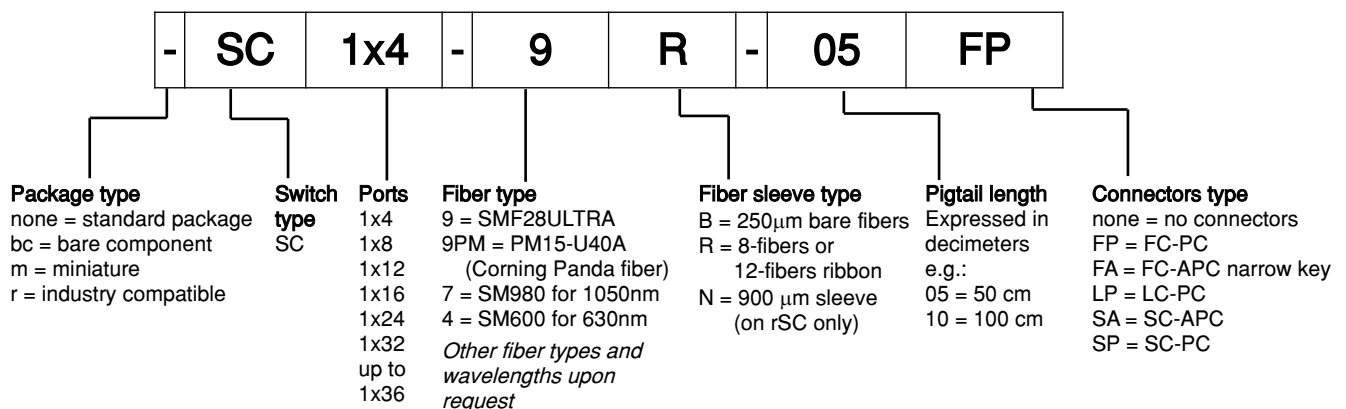 - SC 1x4 - 9 R - 05 FP
Package type
none = standard package
bc = bare component
m = miniature
r = industry compatible
Switch
type
SC
Ports
1x4
1x8
1x12
1x16
1x24
1x32
up to
1x36
Fiber type
9 = SMF28ULTRA
9PM = PM15-U40A
(Corning Panda fiber)
7 = SM980 for 1050nm
4 = SM600 for 630nm
Other fiber types and
wavelengths upon
request
Fiber sleeve type
B = 250μm bare fibers
R = 8-fibers or
12-fibers ribbon
N = 900 μm sleeve
(on rSC only)
Pigtail length
Expressed in
decimeters
e.g.:
05 = 50 cm
10 = 100 cm
Connectors type
none = no connectors
FP = FC-PC
FA = FC-APC narrow key
LP = LC-PC
SA = SC-APC
SP = SC-PC